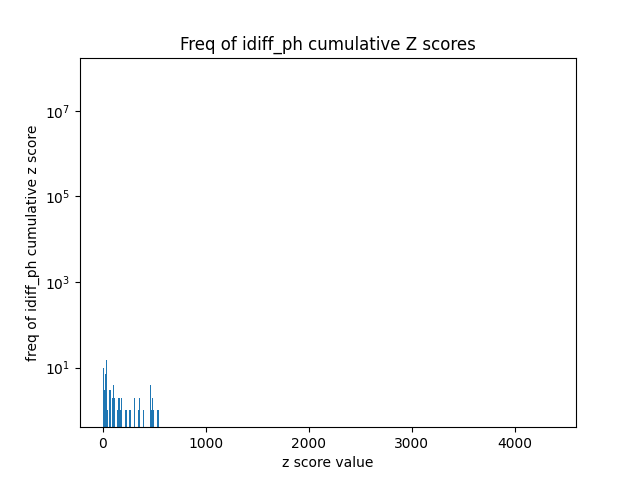 Freq of idiff_ph cumulative Z scores
freq of idiff_ph cumulative z score
10^7
10^5
10^3
10^1
0 1000 2000 3000 4000
z score value